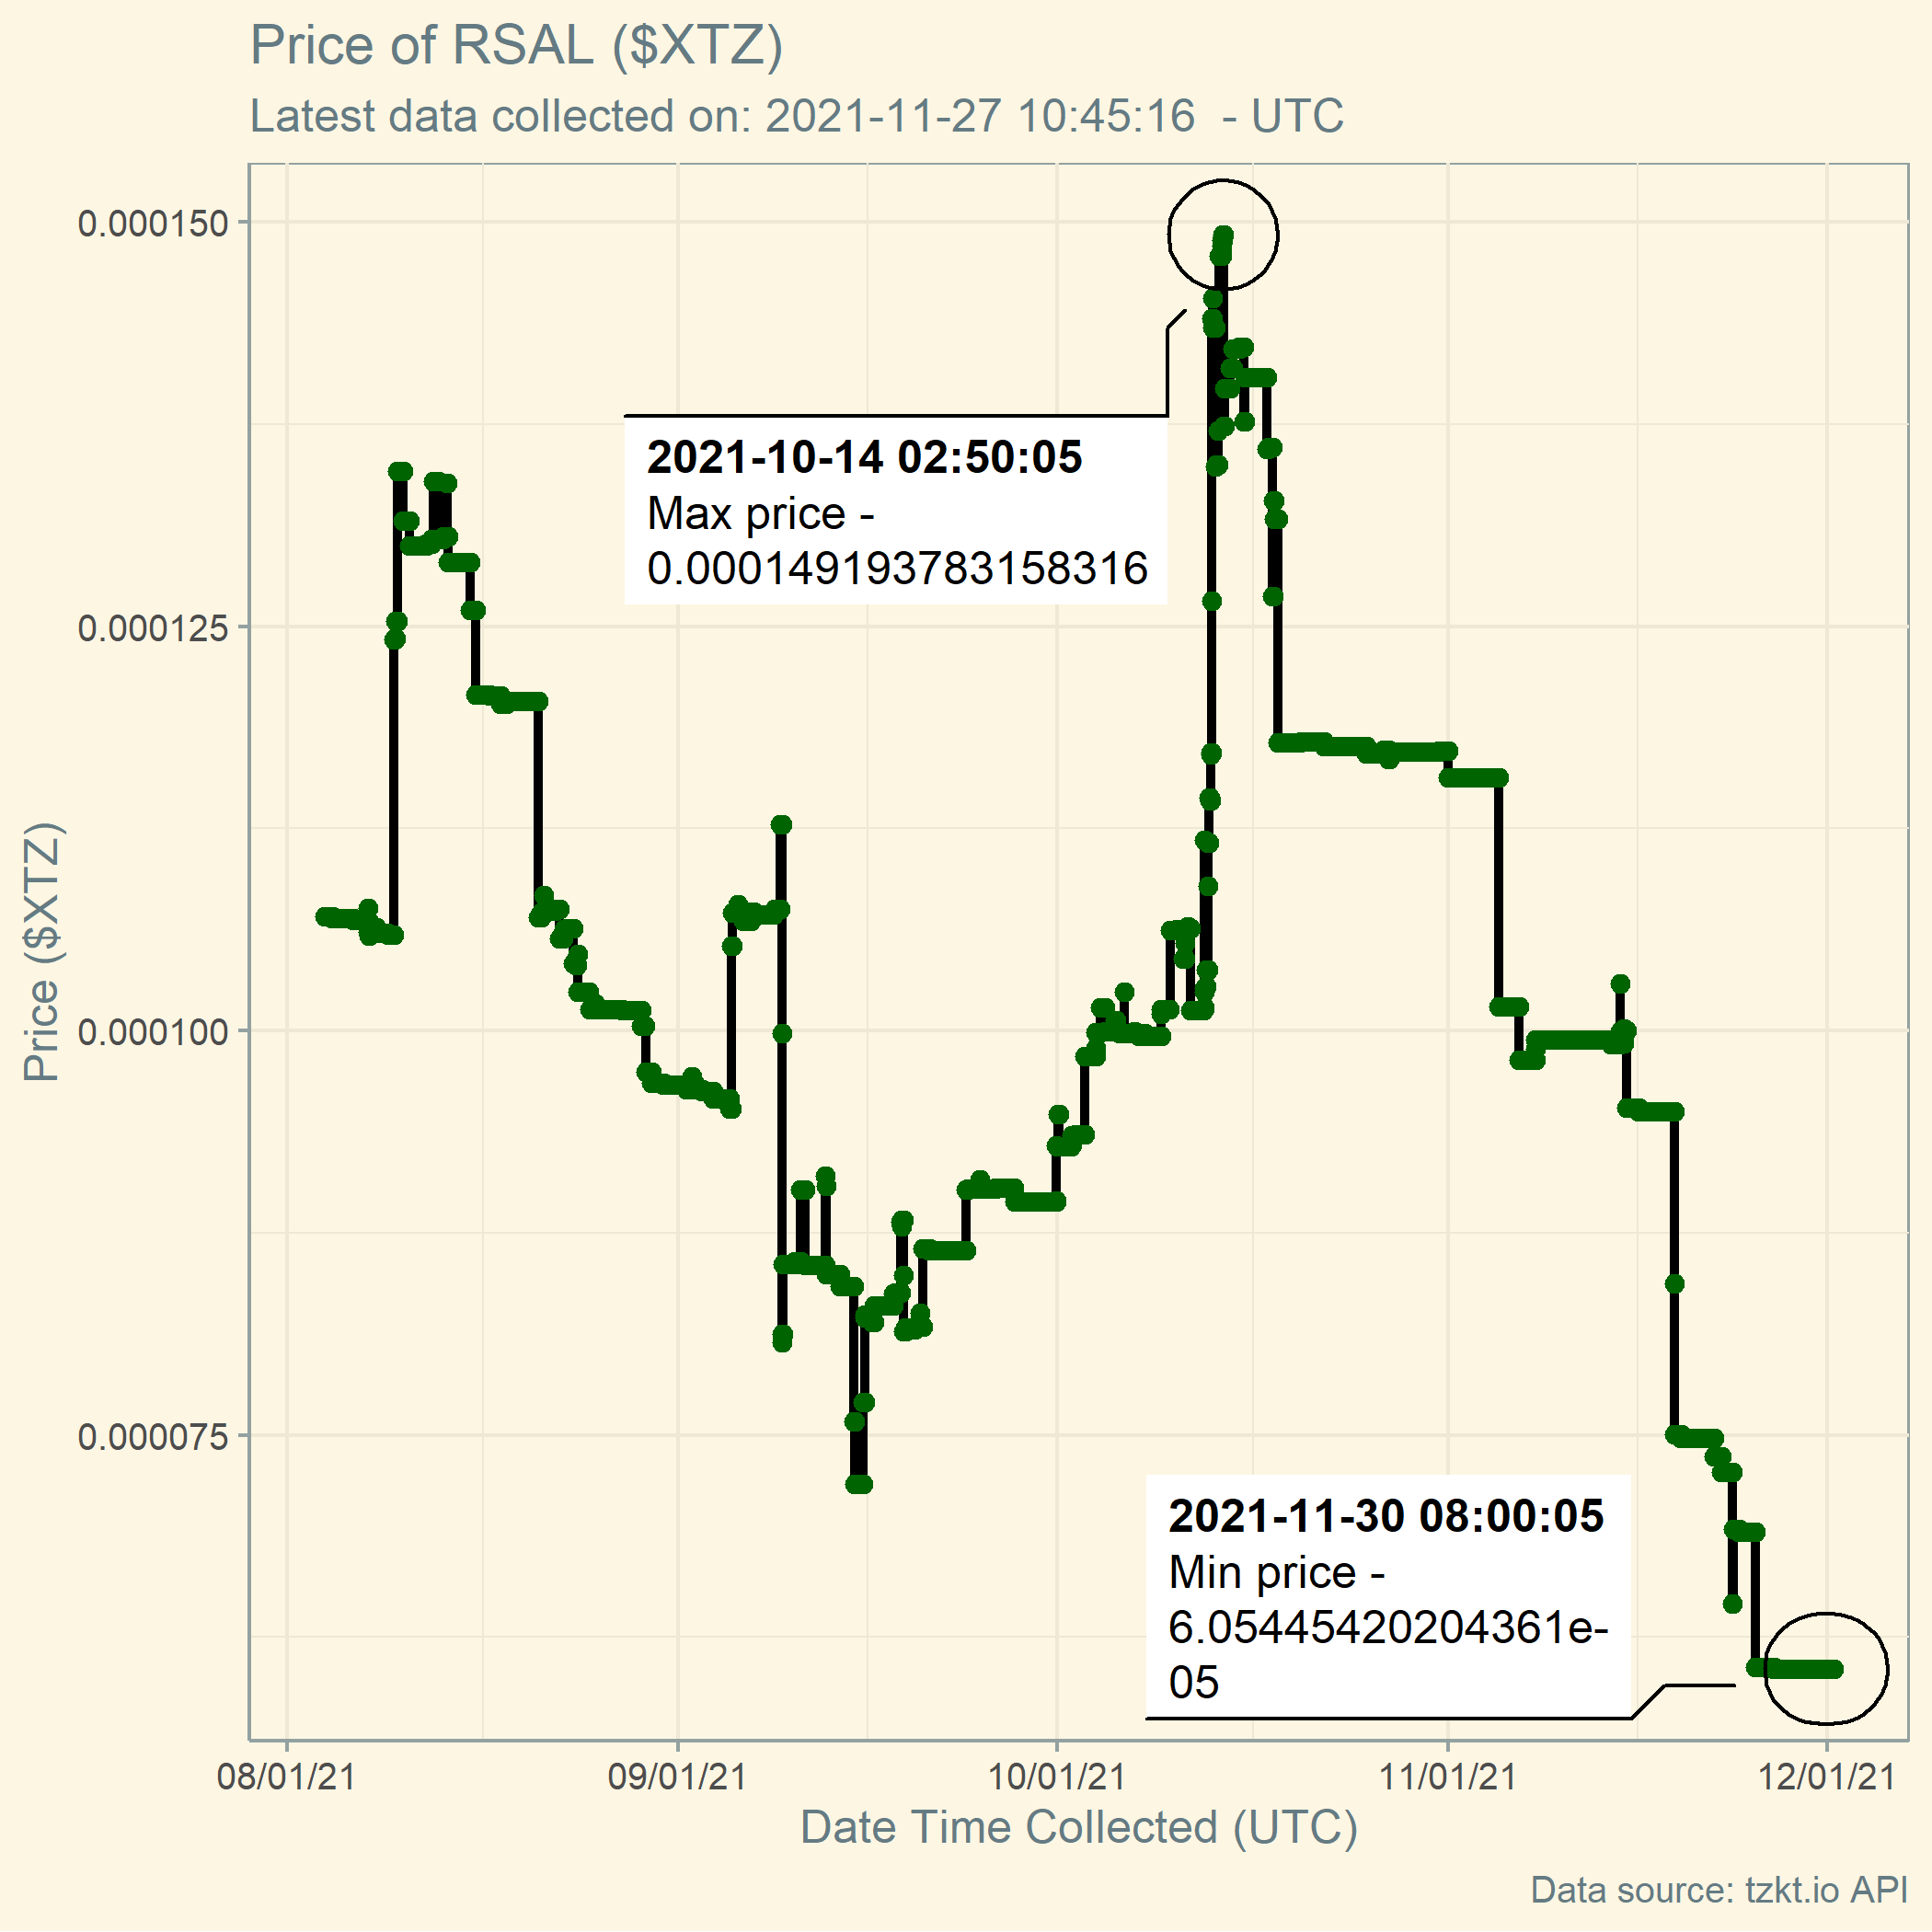 Price of RSAL ($XTZ)
Latest data collected on: 2021-11-27 10:45:16  - UTC
0.000150
0.000125
0.000100
0.000075
Price ($XTZ)
2021-10-14 02:50:05
Max price -
0.000149193783158316
2021-11-30 08:00:05
Min price -
6.05445420204361e-
05
08/01/21
09/01/21
10/01/21
11/01/21
12/01/21
Date Time Collected (UTC)
Data source: tzkt.io API